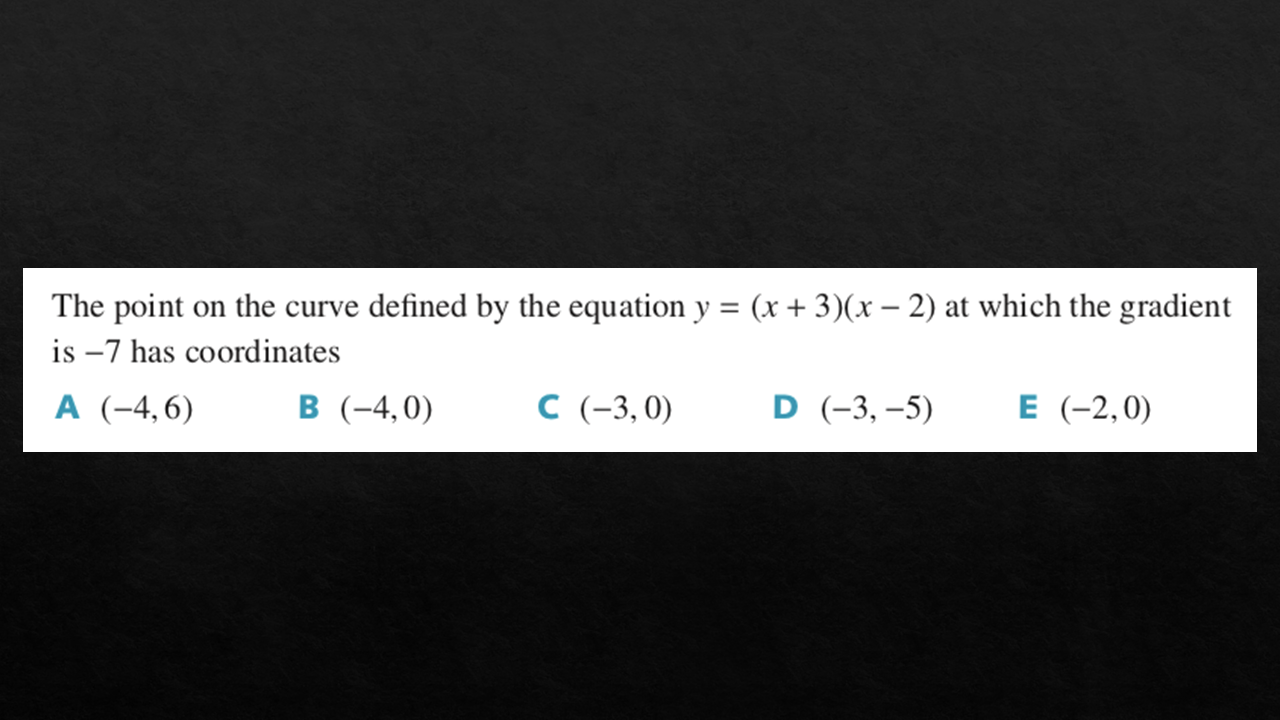 The point on the curve defined by the equation y = (x + 3)(x – 2) at which the gradient
is –7 has coordinates
A (–4, 6) B (–4, 0) C (–3, 0) D (–3, –5) E (–2, 0)